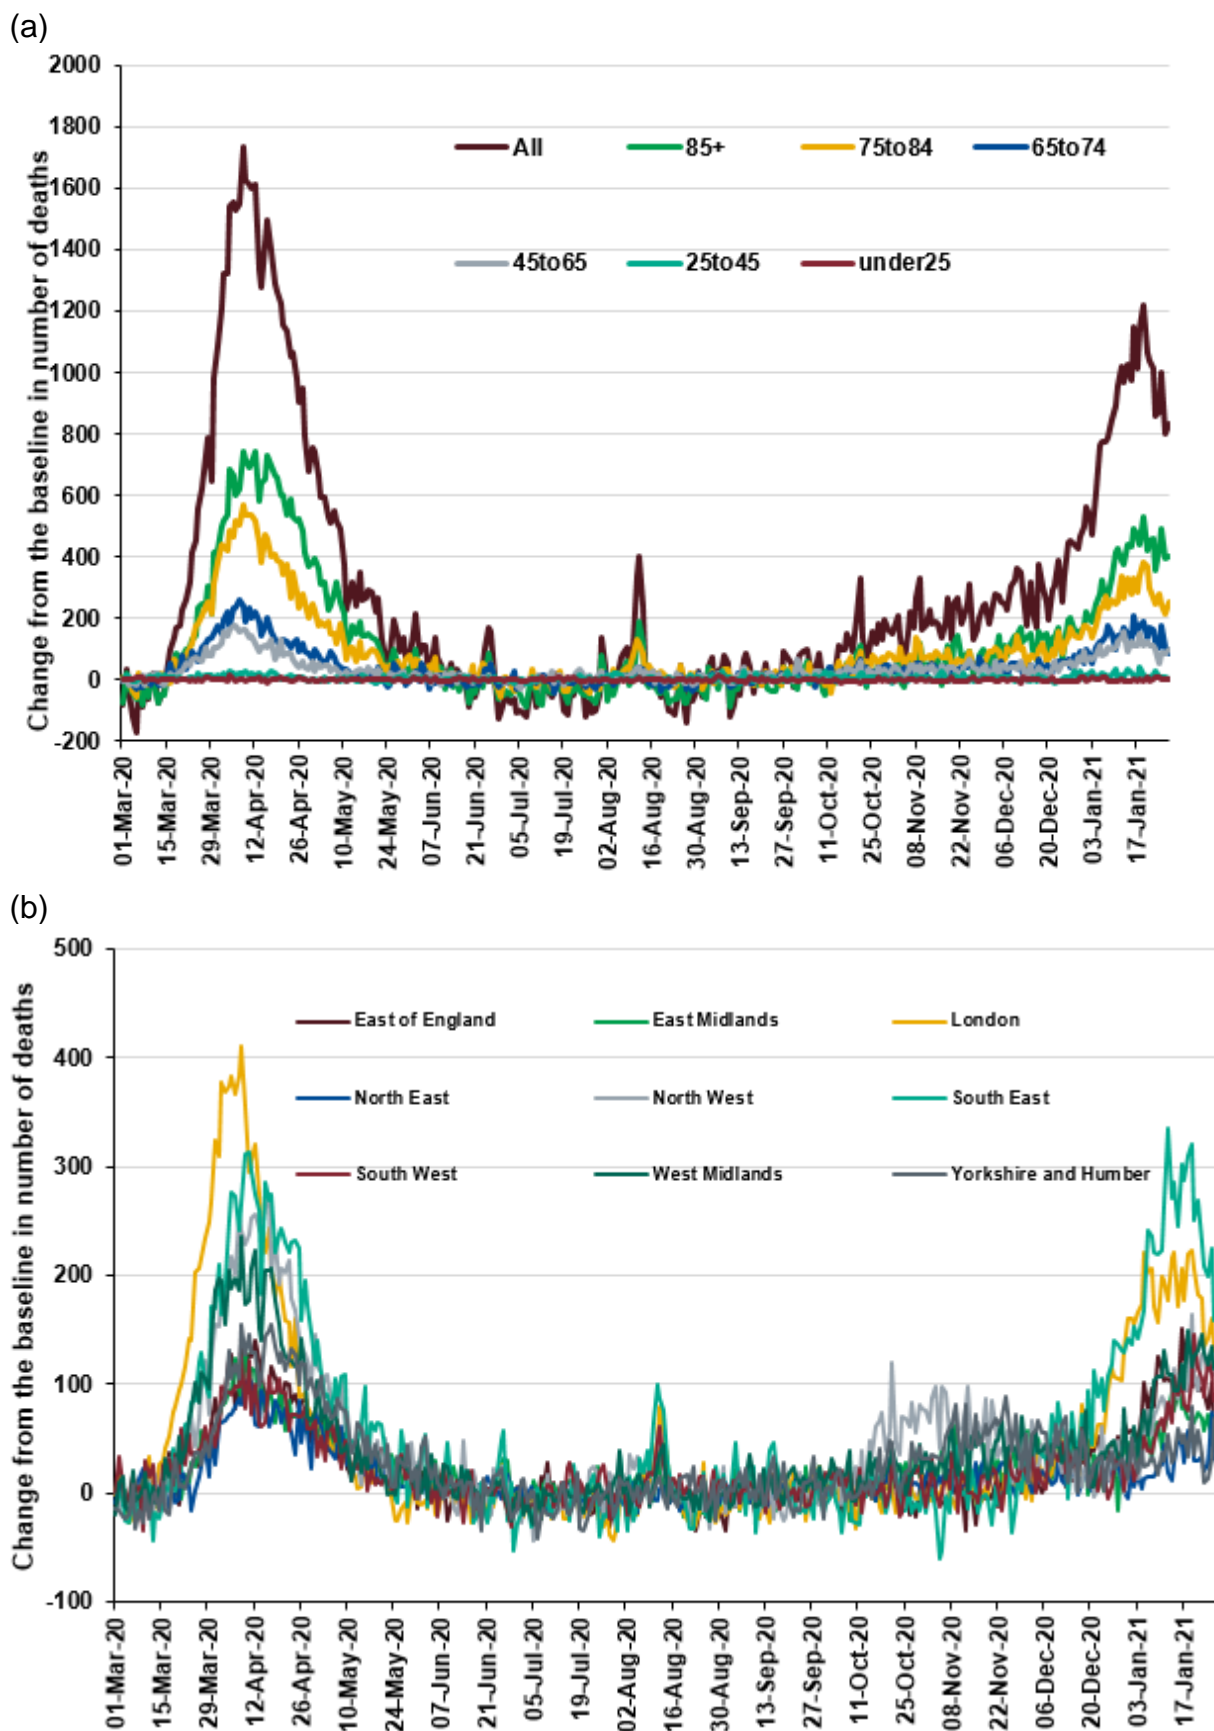 (a)
Change from the baseline in number of deaths
2000
1800
1600
1400
1200
1000
800
600
400
200
0
-200
All 85+ 75to84 65to74
45to65 25to45 under25
01-Mar-20 15-Mar-20 29-Mar-20 12-Apr-20 26-Apr-20 10-May-20 24-May-20 07-Jun-20 21-Jun-20 05-Jul-20 19-Jul-20 02-Aug-20 16-Aug-20 30-Aug-20 13-Sep-20 27-Sep-20 11-Oct-20 25-Oct-20 08-Nov-20 22-Nov-20 06-Dec-20 20-Dec-20 03-Jan-21 17-Jan-21
(b)
Change from the baseline in number of deaths
500
400
300
200
100
0
-100
East of England East Midlands London
North East North West South East
South West West Midlands Yorkshire and Humber
01-Mar-20 15-Mar-20 29-Mar-20 12-Apr-20 26-Apr-20 10-May-20 24-May-20 07-Jun-20 21-Jun-20 05-Jul-20 19-Jul-20 02-Aug-20 16-Aug-20 30-Aug-20 13-Sep-20 27-Sep-20 11-Oct-20 25-Oct-20 08-Nov-20 22-Nov-20 06-Dec-20 20-Dec-20 03-Jan-21 17-Jan-21